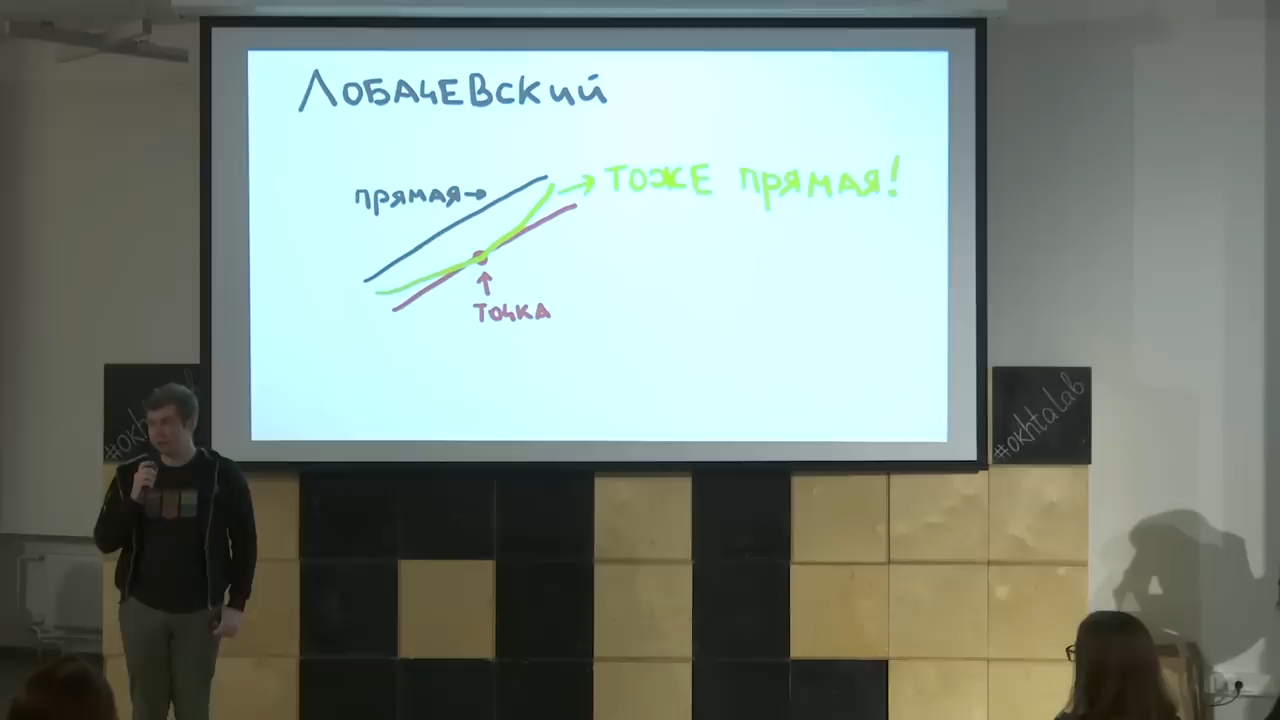 Лобачевский
прямая
тоже прямая!
точка
#okhtalab